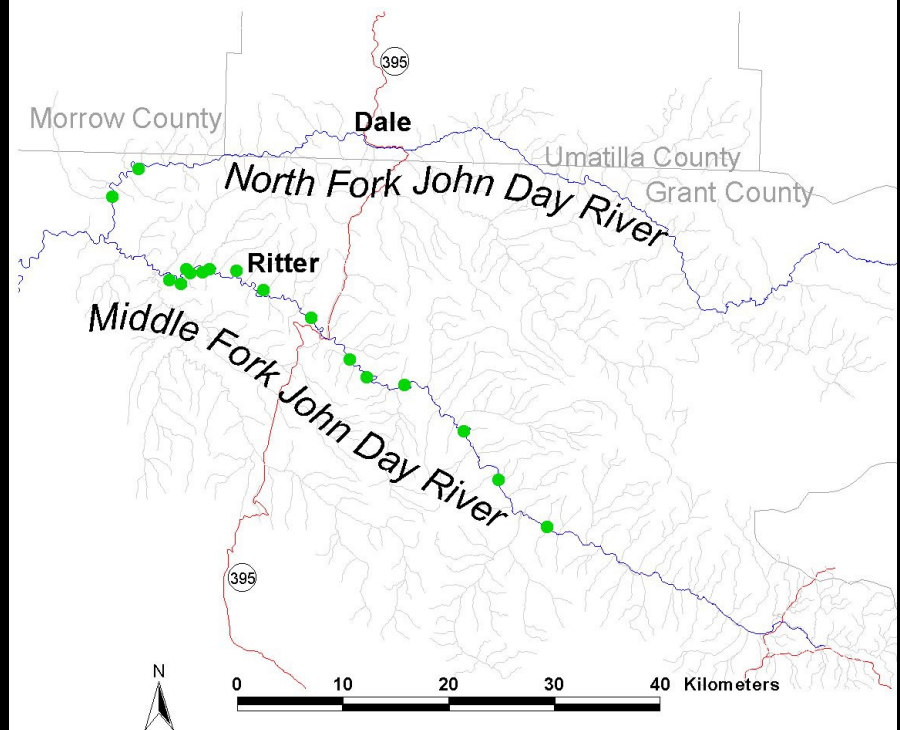 395
Morrow County
Dale
Umatilla County
North Fork John Day River
Grant County
Ritter
Middle Fork John Day River
395
N
0 10 20 30 40 Kilometers